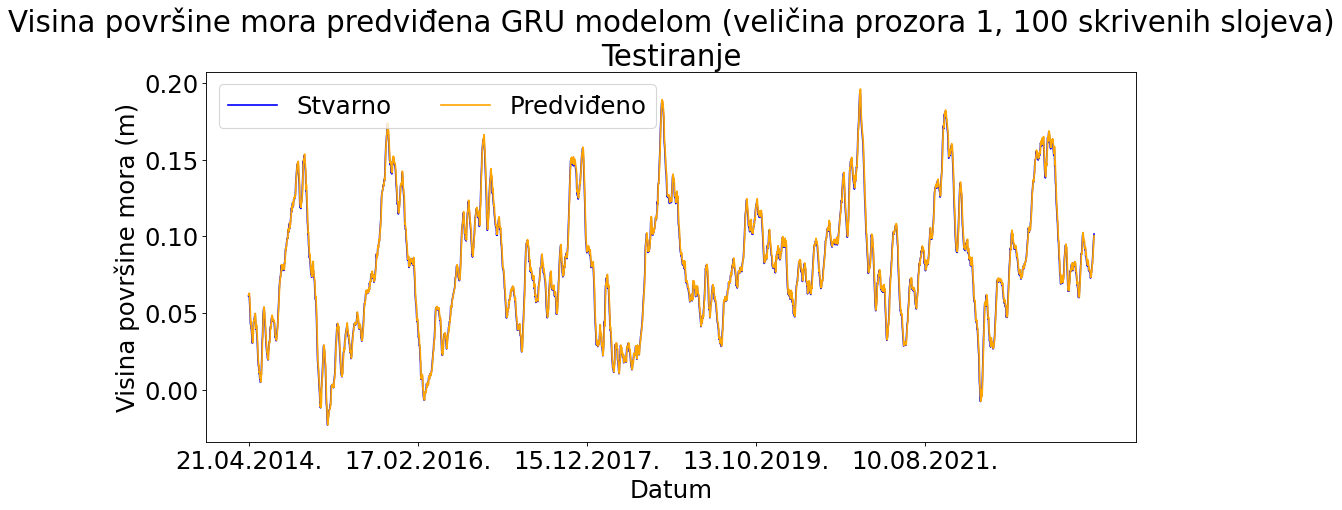 Visina površine mora predviđena GRU modelom (veličina prozora 1, 100 skrivenih slojeva)
Testiranje
Stvarno Predviđeno
Visina površine mora (m)
0.20
0.15
0.10
0.05
0.00
21.04.2014. 17.02.2016. 15.12.2017. 13.10.2019. 10.08.2021.
Datum